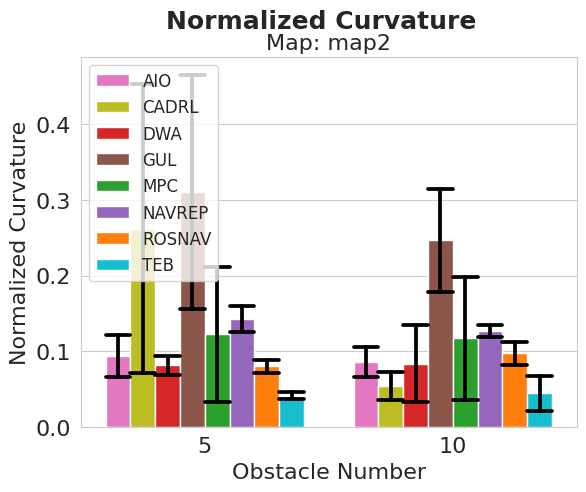 Normalized Curvature
Map: map2
Normalized Curvature
0.4
0.3
0.2
0.1
0.0
AIO
CADRL
DWA
GUL
MPC
NAVREP
ROSNAV
TEB
5
10
Obstacle Number